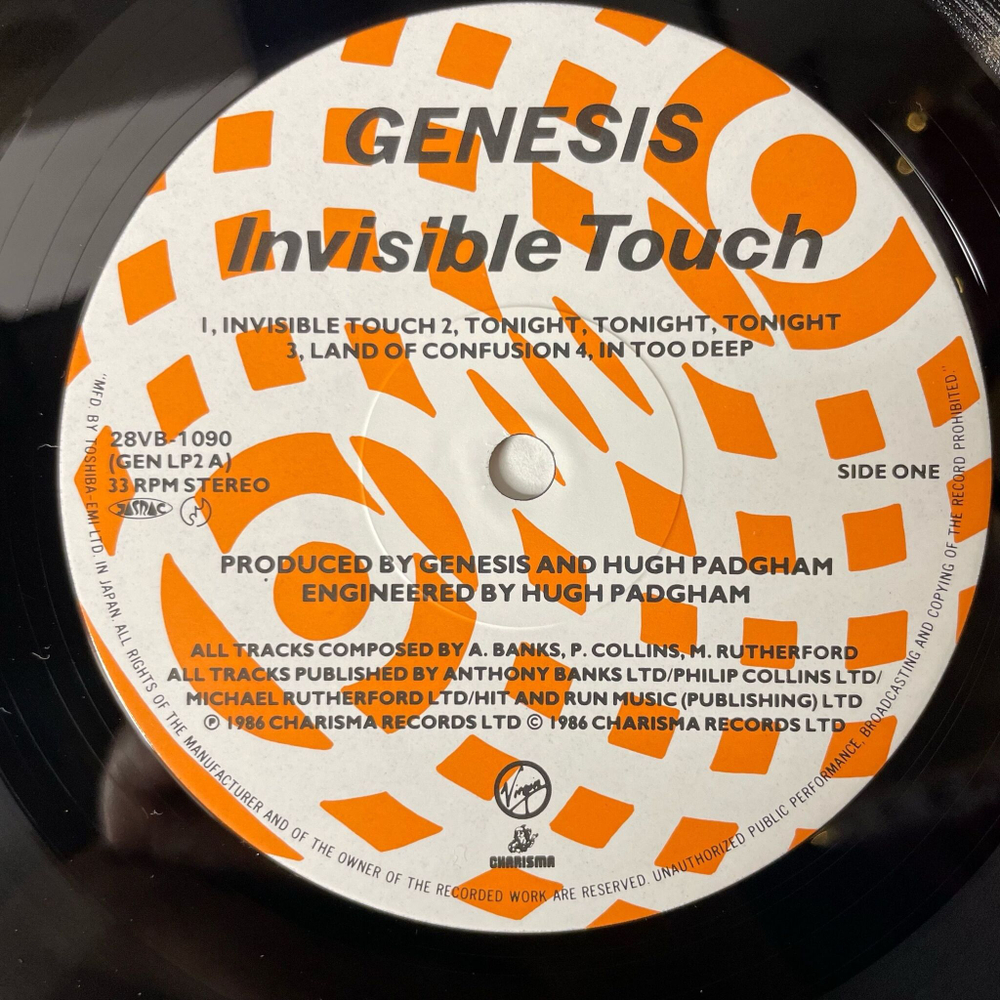 GENESIS
Invisible Touch
1, INVISIBLE TOUCH 2, TONIGHT, TONIGHT, TONIGHT
3, LAND OF CONFUSION 4, IN TOO DEEP
28VB-1090
(GEN LP2 A)
33 RPM STEREO
JASRAC
SIDE ONE
PRODUCED BY GENESIS AND HUGH PADGHAM
ENGINEERED BY HUGH PADGHAM
ALL TRACKS COMPOSED BY A. BANKS, P. COLLINS, M. RUTHERFORD
ALL TRACKS PUBLISHED BY ANTHONY BANKS LTD/PHILIP COLLINS LTD/
MICHAEL RUTHERFORD LTD/HIT AND RUN MUSIC (PUBLISHING) LTD
℗ 1986 CHARISMA RECORDS LTD © 1986 CHARISMA RECORDS LTD
Virgin
CHARISMA
"MFD. BY TOSHIBA-EMI LTD. IN JAPAN. ALL RIGHTS OF THE MANUFACTURER AND OF THE OWNER OF THE RECORDED WORK ARE RESERVED. UNAUTHORIZED PUBLIC PERFORMANCE, BROADCASTING AND COPYING OF THE RECORD PROHIBITED."